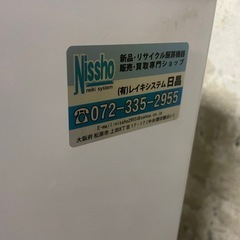 Nissho
reiki system
新品・リサイクル厨房機器
販売・買取専門ショップ
(有)レイキシステム 日昌
☎072-335-2955